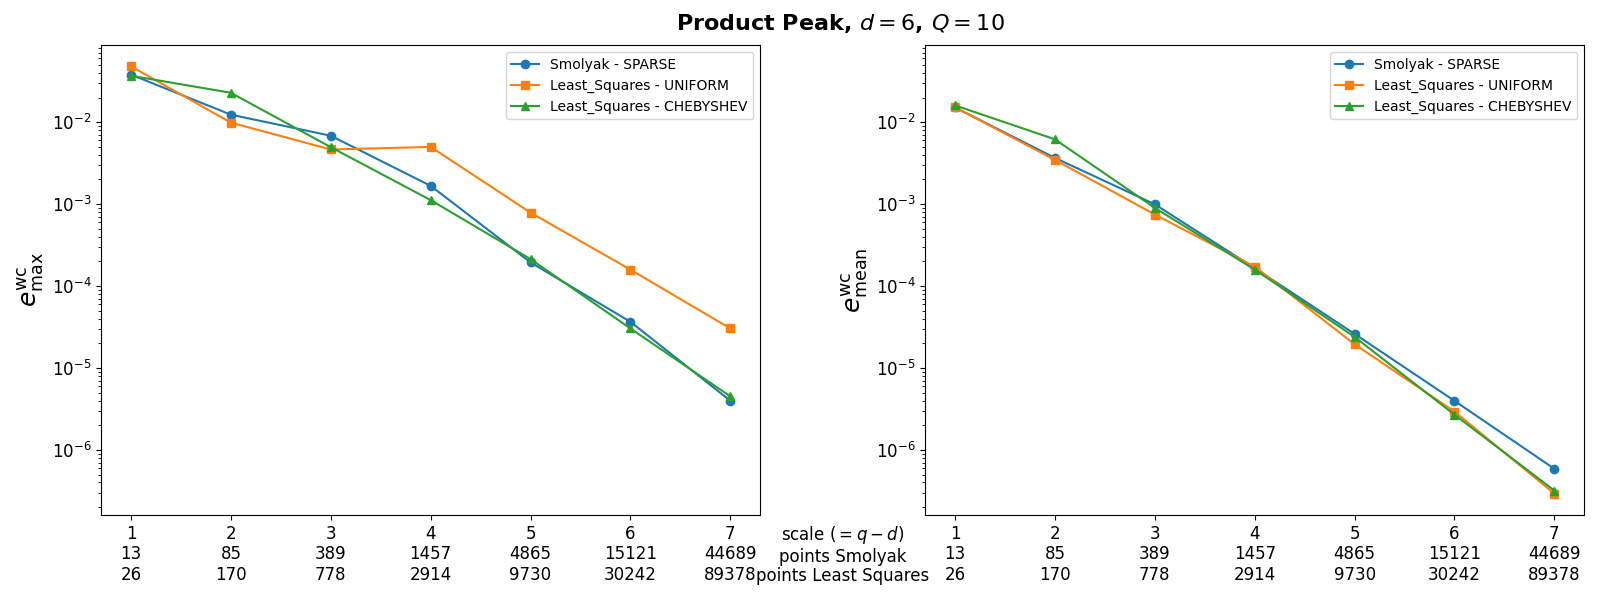 Product Peak, d = 6, Q = 10
Smolyak - SPARSE
Least_Squares - UNIFORM
Least_Squares - CHEBYSHEV
e^wc_max
10^−2
10^−3
10^−4
10^−5
10^−6
1 2 3 4 5 6 7
13 85 389 1457 4865 15121 44689
26 170 778 2914 9730 30242 89378
scale (= q − d)
points Smolyak
points Least Squares
Smolyak - SPARSE
Least_Squares - UNIFORM
Least_Squares - CHEBYSHEV
e^wc_mean
10^−2
10^−3
10^−4
10^−5
10^−6
1 2 3 4 5 6 7
13 85 389 1457 4865 15121 44689
26 170 778 2914 9730 30242 89378